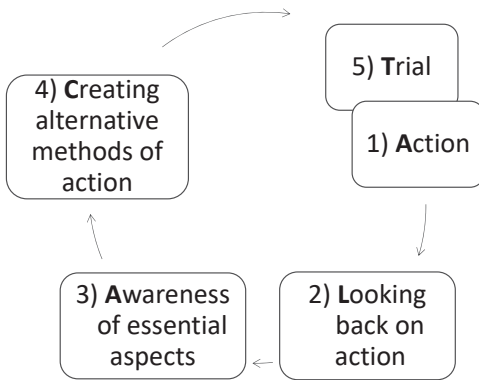 5) Trial
1) Action
2) Looking
back on
action
3) Awareness
of essential
aspects
4) Creating
alternative
methods of
action